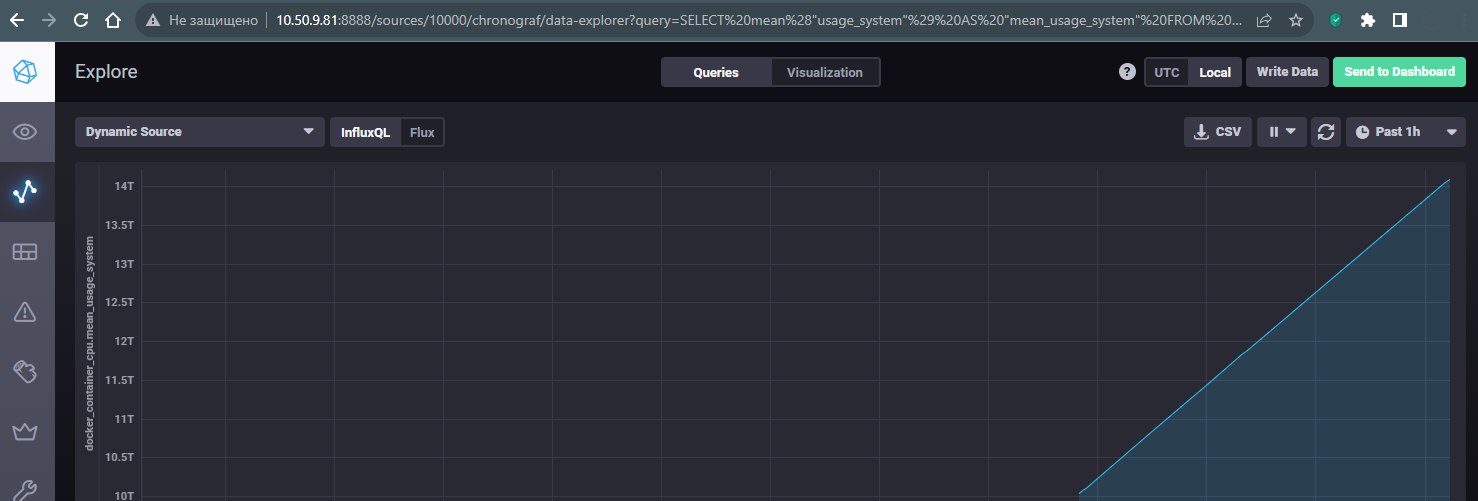 Не защищено 10.50.9.81:8888/sources/10000/chronograf/data-explorer?query=SELECT%20mean%28"usage_system"%29%20AS%20"mean_usage_system"%20FROM%20...
Explore
Queries Visualization
? UTC Local Write Data Send to Dashboard
Dynamic Source InfluxQL Flux CSV Past 1h
docker_container_cpu.mean_usage_system
14T
13.5T
13T
12.5T
12T
11.5T
11T
10.5T
10T